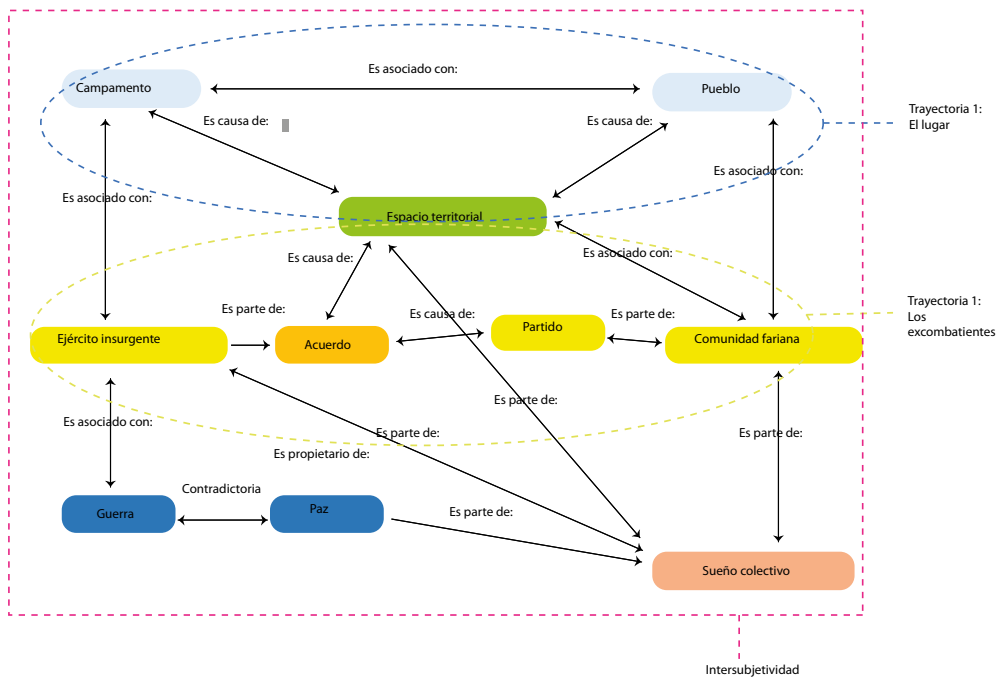 Es asociado con:
Campamento
Pueblo
Es causa de:
Es causa de:
Trayectoria 1:
El lugar
Es asociado con:
Es asociado con:
Espacio territorial
Es causa de:
Es asociado con:
Es parte de:
Es causa de:
Partido
Es parte de:
Trayectoria 1:
Los
excombatientes
Ejército insurgente
Acuerdo
Comunidad fariana
Es parte de:
Es asociado con:
Es parte de:
Es parte de:
Es propietario de:
Contradictoria
Guerra
Paz
Es parte de:
Sueño colectivo
Intersubjetividad